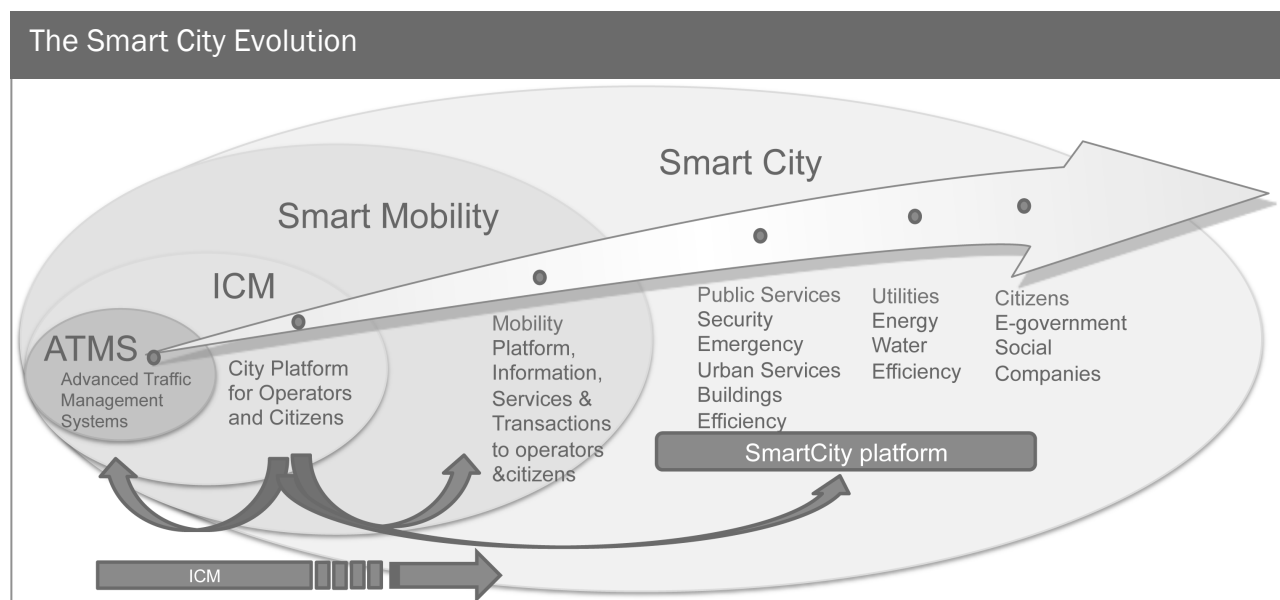 The Smart City Evolution
Smart City
Smart Mobility
ICM
ATMS
Advanced Traffic
Management
Systems
City Platform
for Operators
and Citizens
Mobility
Platform,
Information,
Services &
Transactions
to operators
&citizens
Public Services
Security
Emergency
Urban Services
Buildings
Efficiency
Utilities
Energy
Water
Efficiency
Citizens
E-government
Social
Companies
SmartCity platform
ICM